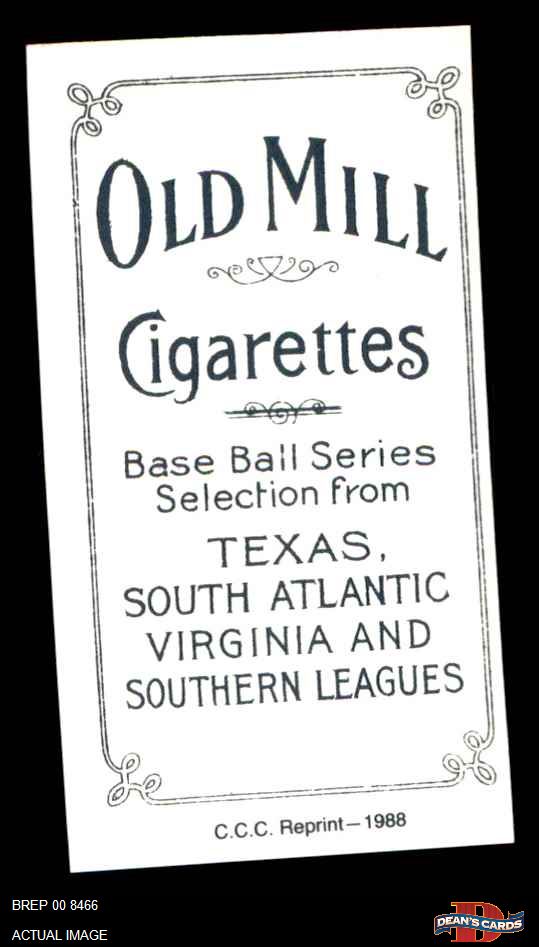 OLD MILL
Cigarettes
Base Ball Series
Selection from
TEXAS,
SOUTH ATLANTIC
VIRGINIA AND
SOUTHERN LEAGUES
C.C.C. Reprint—1988
BREP 00 8466
ACTUAL IMAGE
D
DEAN'S CARDS